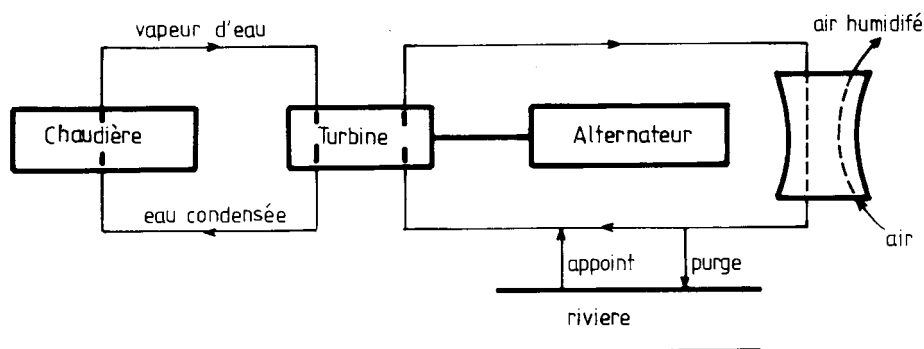 vapeur d'eau
air humidifé
Chaudière
Turbine
Alternateur
eau condensée
air
appoint
purge
riviere